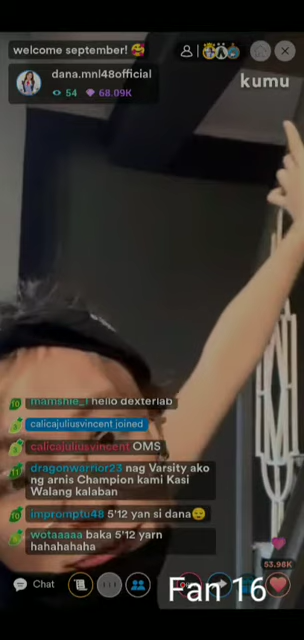 welcome september! 🥰
dana.mnl48official
54 68.09K
kumu
hello dexterlab
calicajuliusvincent joined
calicajuliusvincent OMS
dragonwarrior23 nag Varsity ako
ng arnis Champion kami Kasi
Walang kalaban
impromptu48 5'12 yan si dana😔
wotaaaaa baka 5'12 yarn
hahahahaha
53.98K
Chat
Fan 16